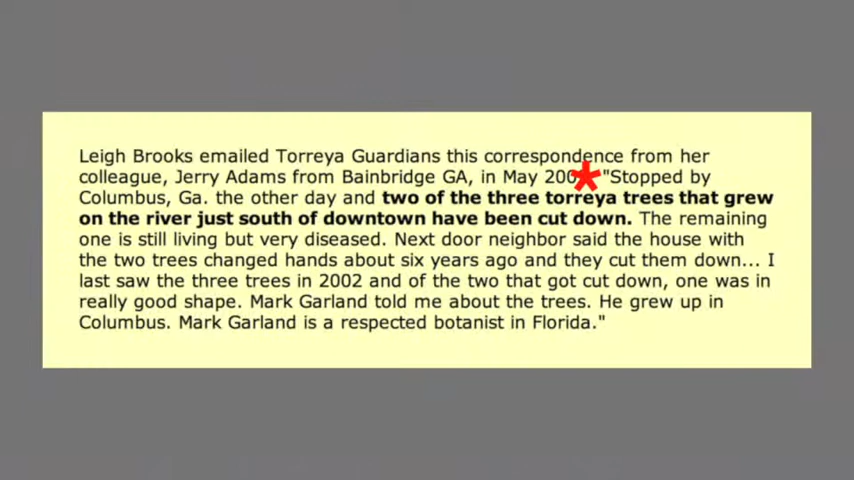 Leigh Brooks emailed Torreya Guardians this correspondence from her
colleague, Jerry Adams from Bainbridge GA, in May "Stopped by
Columbus, Ga. the other day and two of the three torreya trees that grew
on the river just south of downtown have been cut down. The remaining
one is still living but very diseased. Next door neighbor said the house with
the two trees changed hands about six years ago and they cut them down... I
last saw the three trees in 2002 and of the two that got cut down, one was in
really good shape. Mark Garland told me about the trees. He grew up in
Columbus. Mark Garland is a respected botanist in Florida."